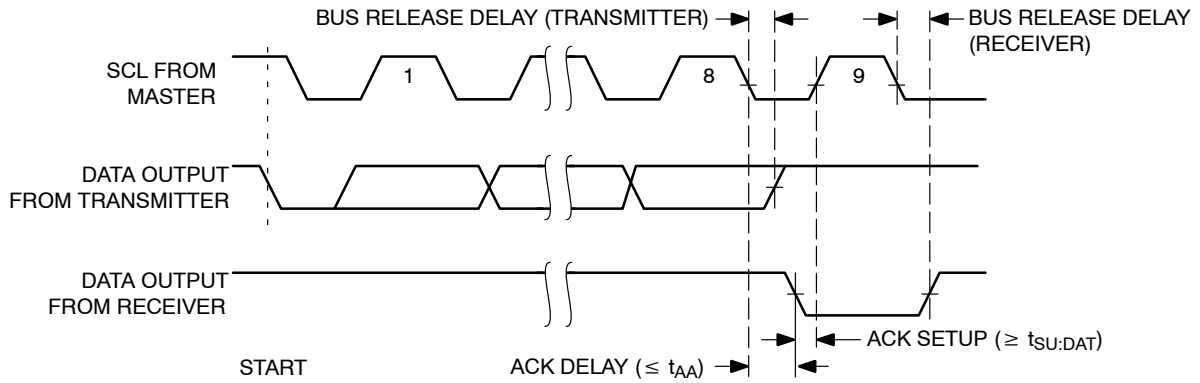 BUS RELEASE DELAY (TRANSMITTER)
BUS RELEASE DELAY
(RECEIVER)
SCL FROM
MASTER
1
8
9
DATA OUTPUT
FROM TRANSMITTER
DATA OUTPUT
FROM RECEIVER
ACK SETUP (≥ tSU:DAT)
START
ACK DELAY (≤ tAA)